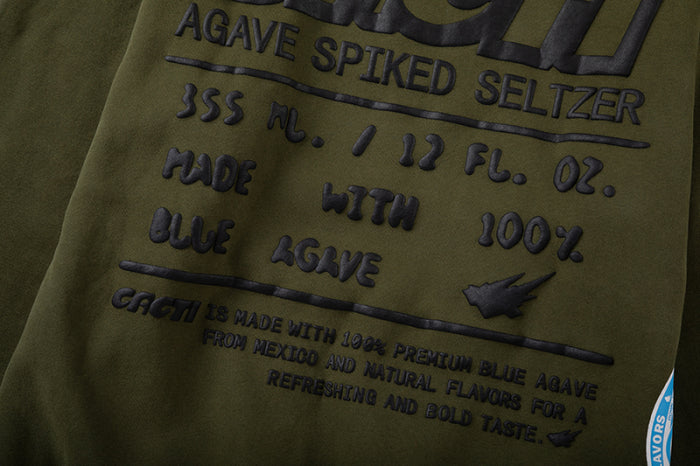 AGAVE SPIKED SELTZER
355 ML. / 12 FL. OZ.
MADE WITH 100%
BLUE AGAVE
CACTI IS MADE WITH 100% PREMIUM BLUE AGAVE
FROM MEXICO AND NATURAL FLAVORS FOR A
REFRESHING AND BOLD TASTE.